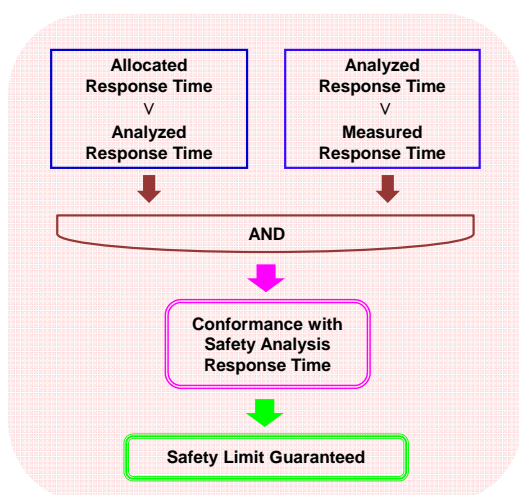 Allocated
Response Time
∨
Analyzed
Response Time
Analyzed
Response Time
∨
Measured
Response Time
AND
Conformance with
Safety Analysis
Response Time
Safety Limit Guaranteed